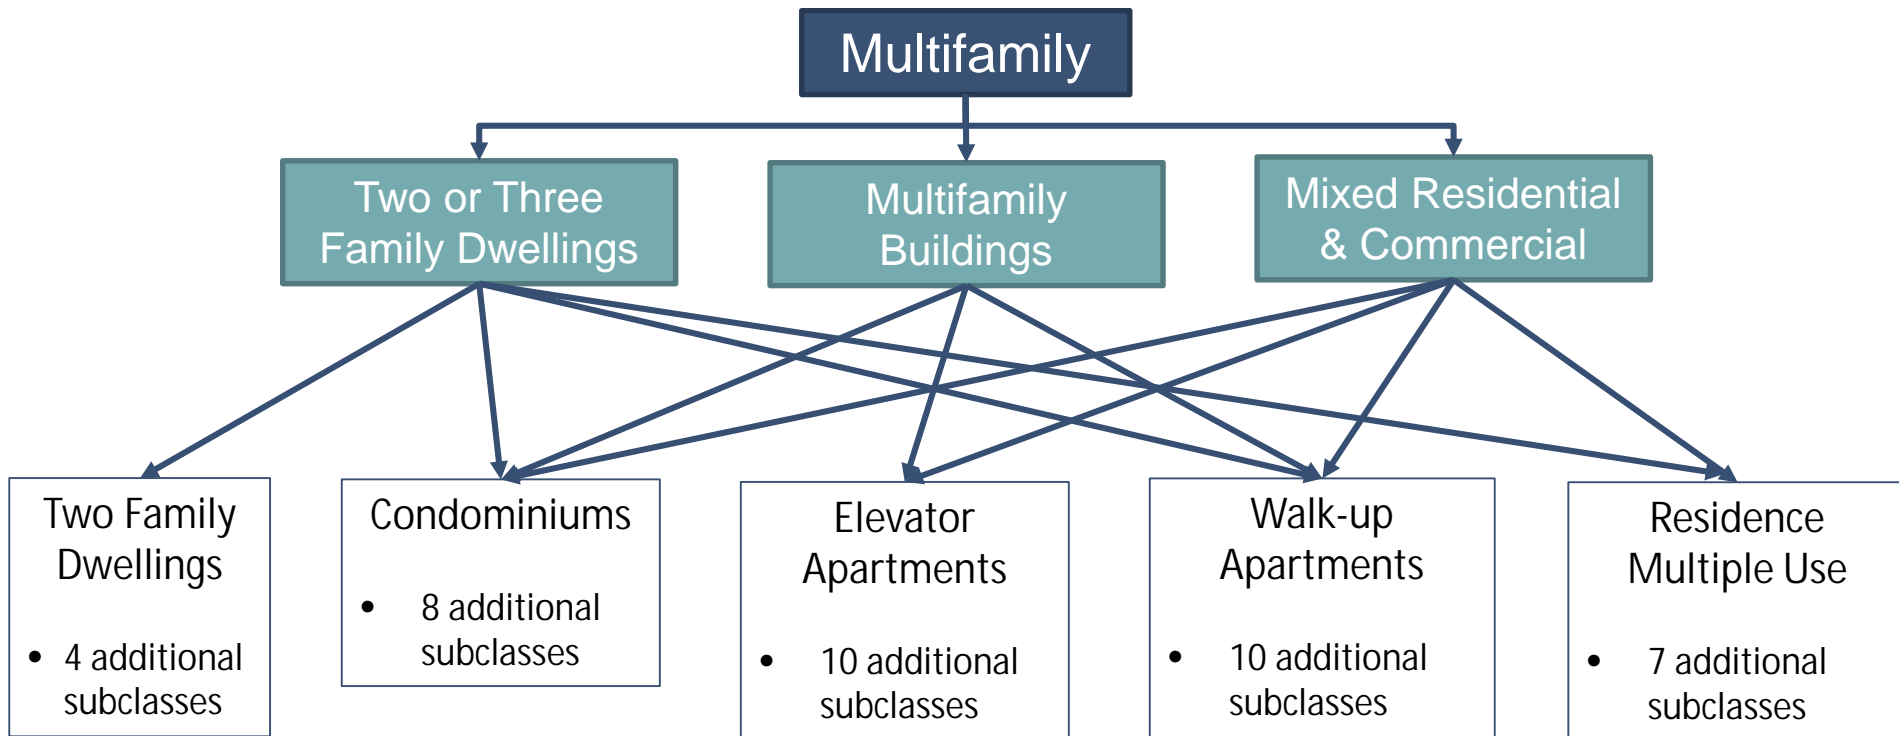 Multifamily
Two or Three
Family Dwellings
Multifamily
Buildings
Mixed Residential
& Commercial
Two Family
Dwellings
• 4 additional
subclasses
Condominiums
• 8 additional
subclasses
Elevator
Apartments
• 10 additional
subclasses
Walk-up
Apartments
• 10 additional
subclasses
Residence
Multiple Use
• 7 additional
subclasses